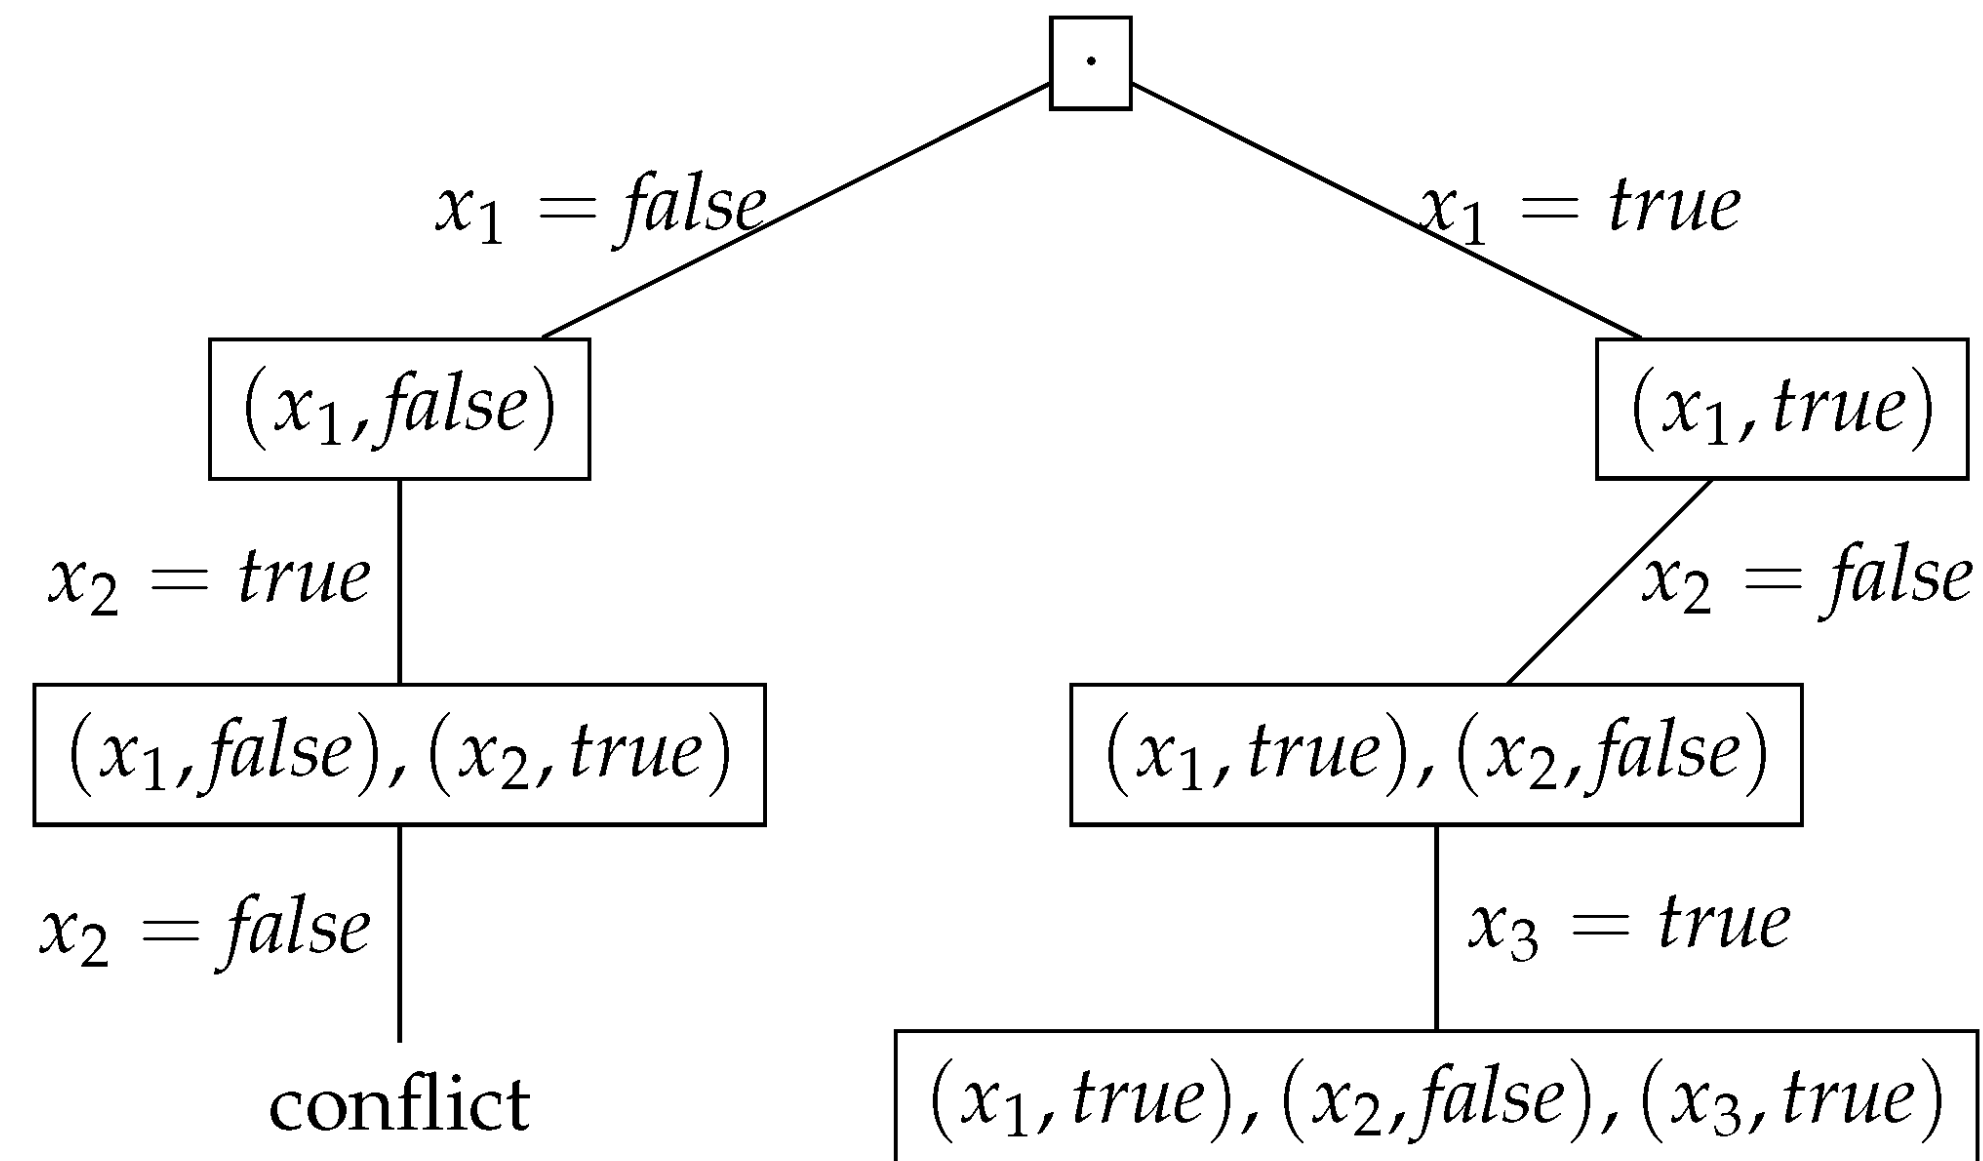 ·
x₁ = false x₁ = true
(x₁, false) (x₁, true)
x₂ = true x₂ = false
(x₁, false), (x₂, true) (x₁, true), (x₂, false)
x₂ = false x₃ = true
conflict (x₁, true), (x₂, false), (x₃, true)